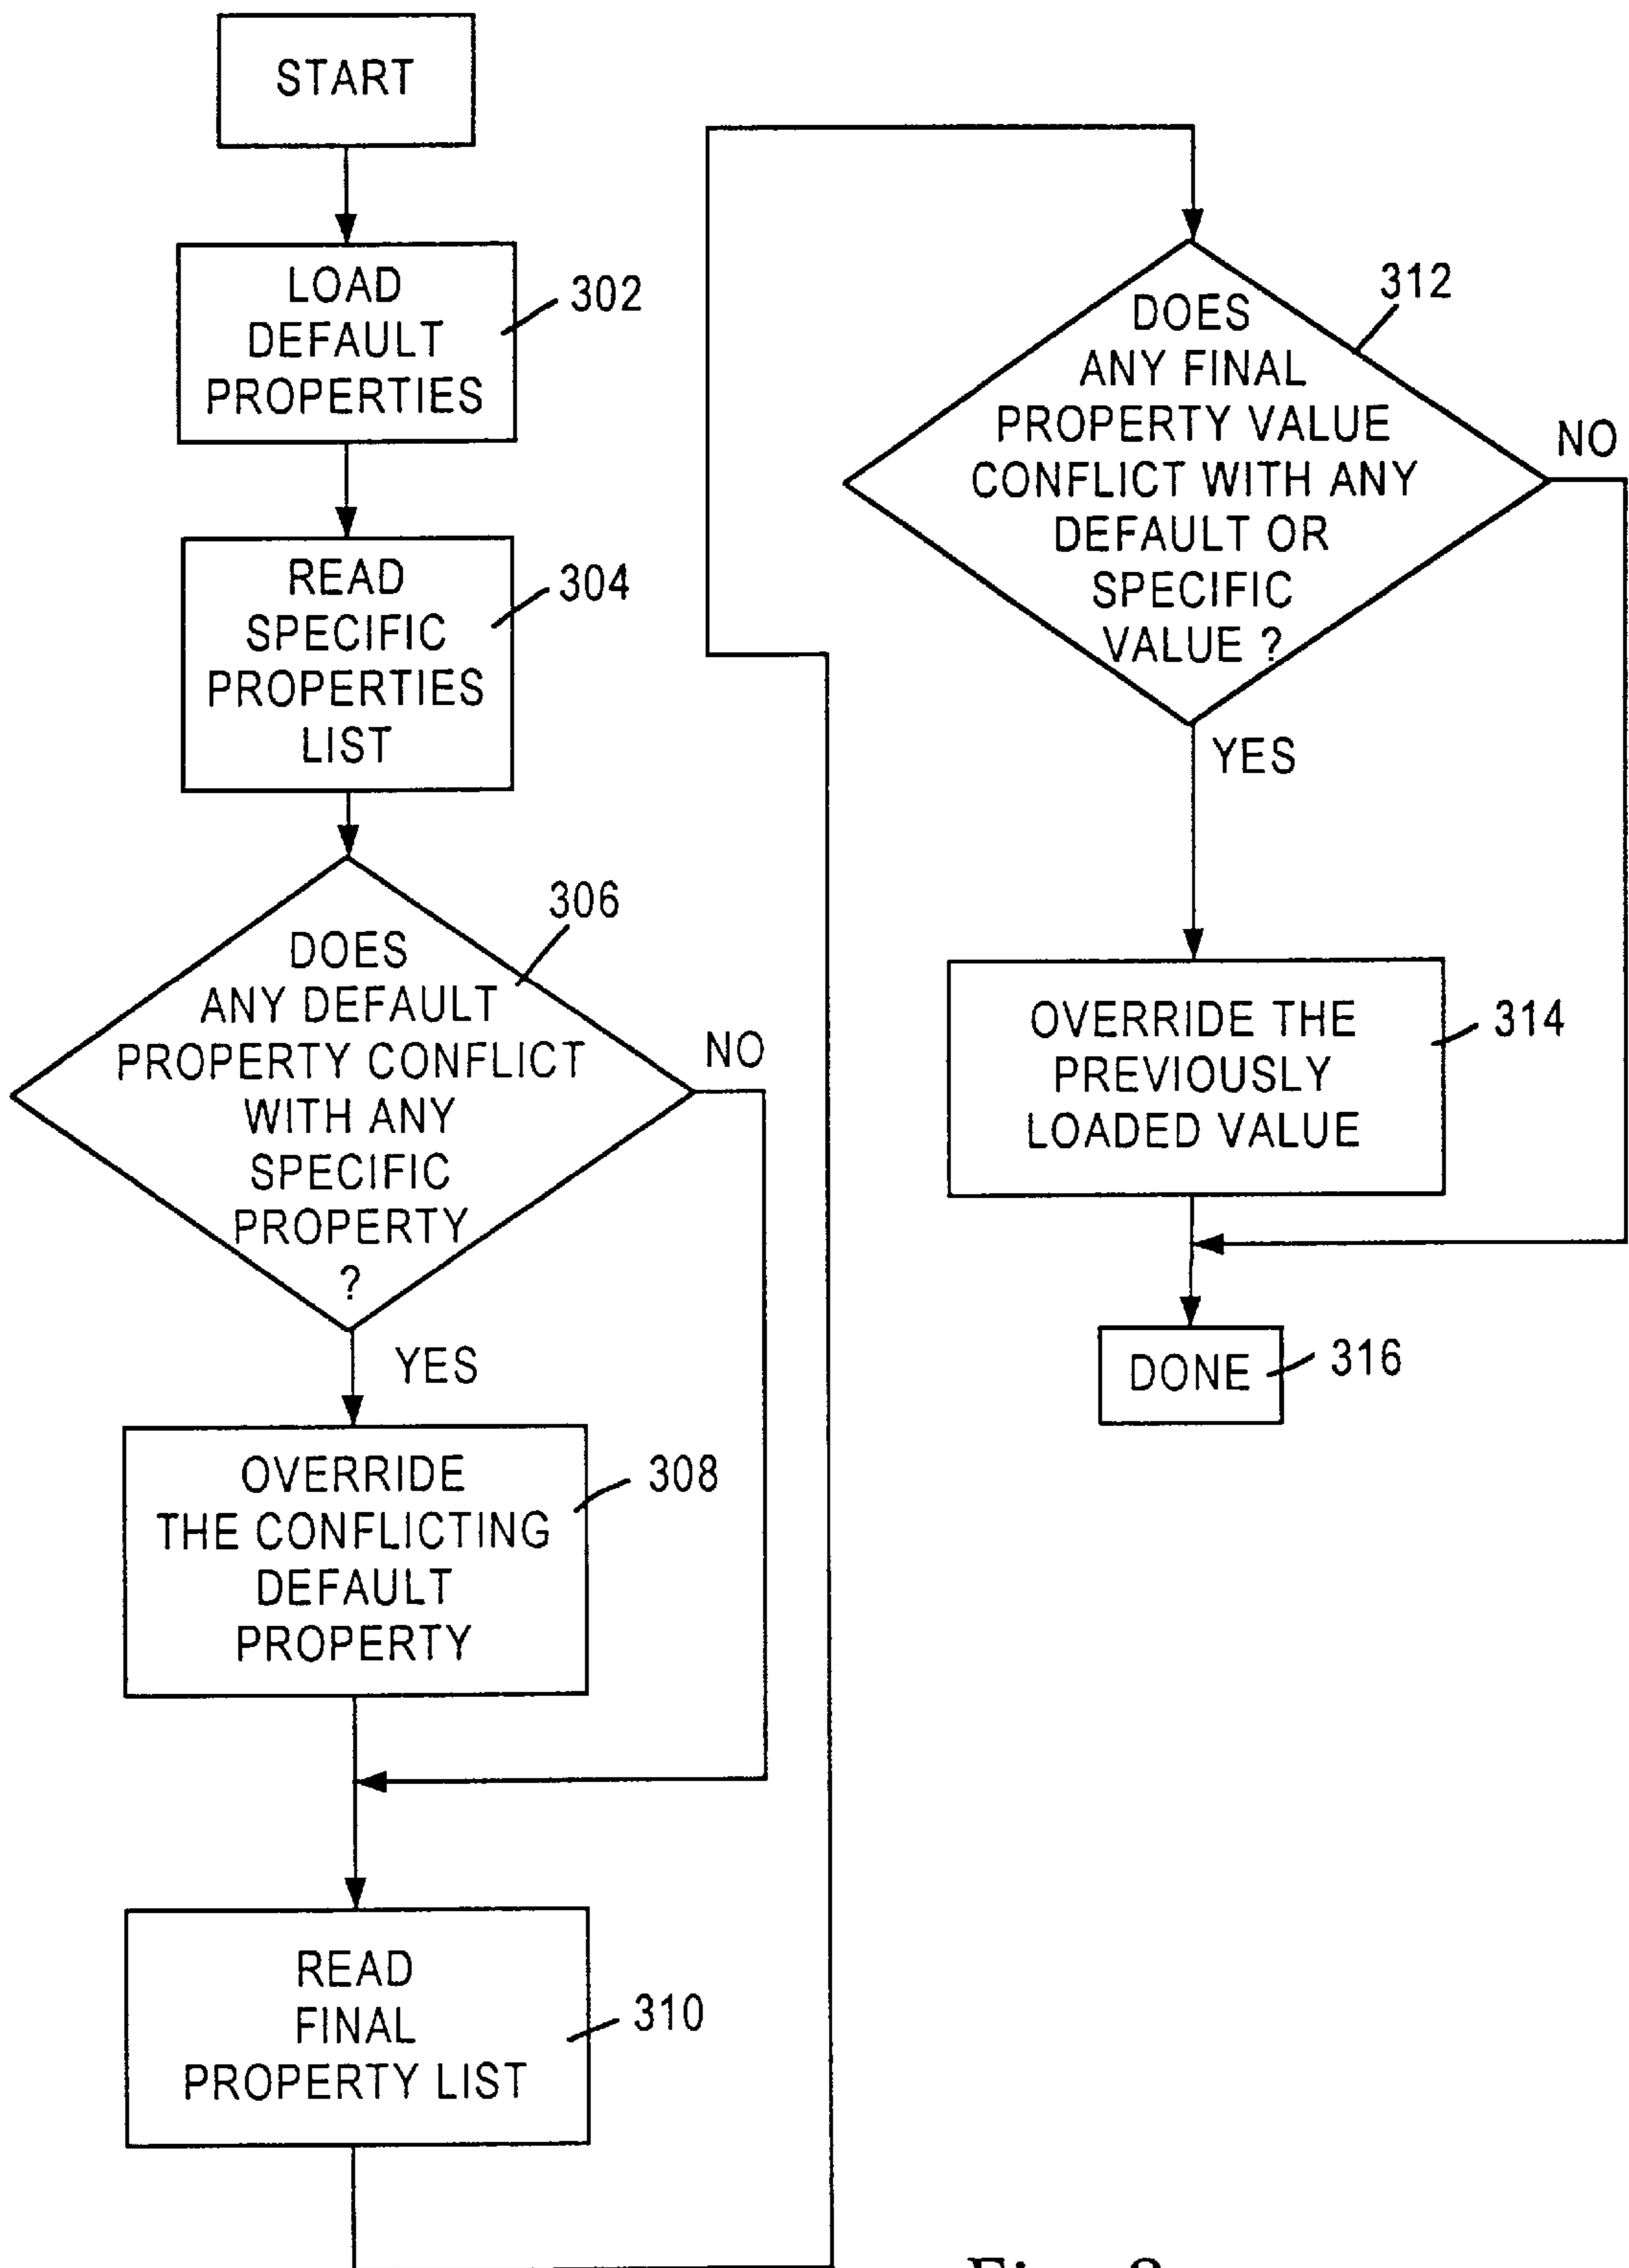 START
LOAD
DEFAULT
PROPERTIES
302
READ
SPECIFIC
PROPERTIES
LIST
304
DOES
ANY DEFAULT
PROPERTY CONFLICT
WITH ANY
SPECIFIC
PROPERTY
?
306
NO
YES
OVERRIDE
THE CONFLICTING
DEFAULT
PROPERTY
308
READ
FINAL
PROPERTY LIST
310
DOES
ANY FINAL
PROPERTY VALUE
CONFLICT WITH ANY
DEFAULT OR
SPECIFIC
VALUE ?
312
NO
YES
OVERRIDE THE
PREVIOUSLY
LOADED VALUE
314
DONE
316